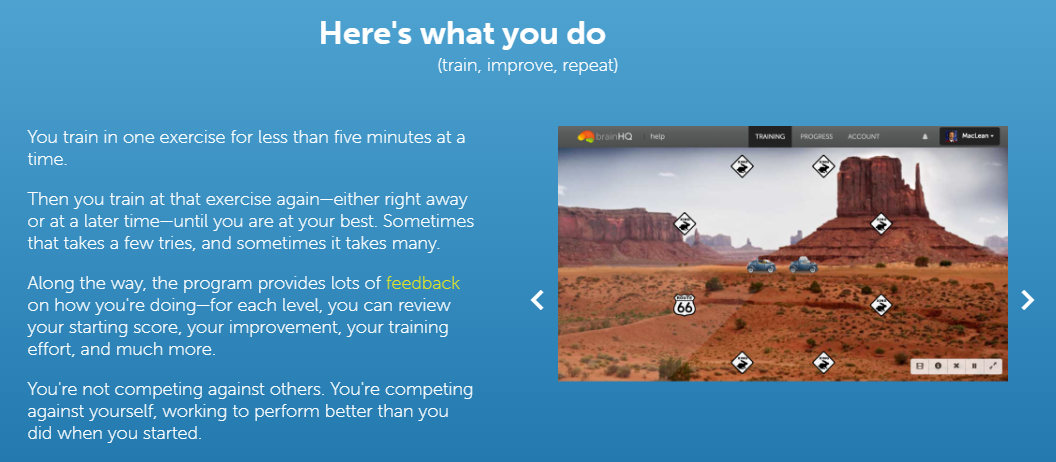 Here's what you do
(train, improve, repeat)
You train in one exercise for less than five minutes at a
time.
Then you train at that exercise again—either right away
or at a later time—until you are at your best. Sometimes
that takes a few tries, and sometimes it takes many.
Along the way, the program provides lots of feedback
on how you're doing—for each level, you can review
your starting score, your improvement, your training
effort, and much more.
You're not competing against others. You're competing
against yourself, working to perform better than you
did when you started.
brainHQ help TRAINING PROGRESS ACCOUNT MacLean
ROUTE
66